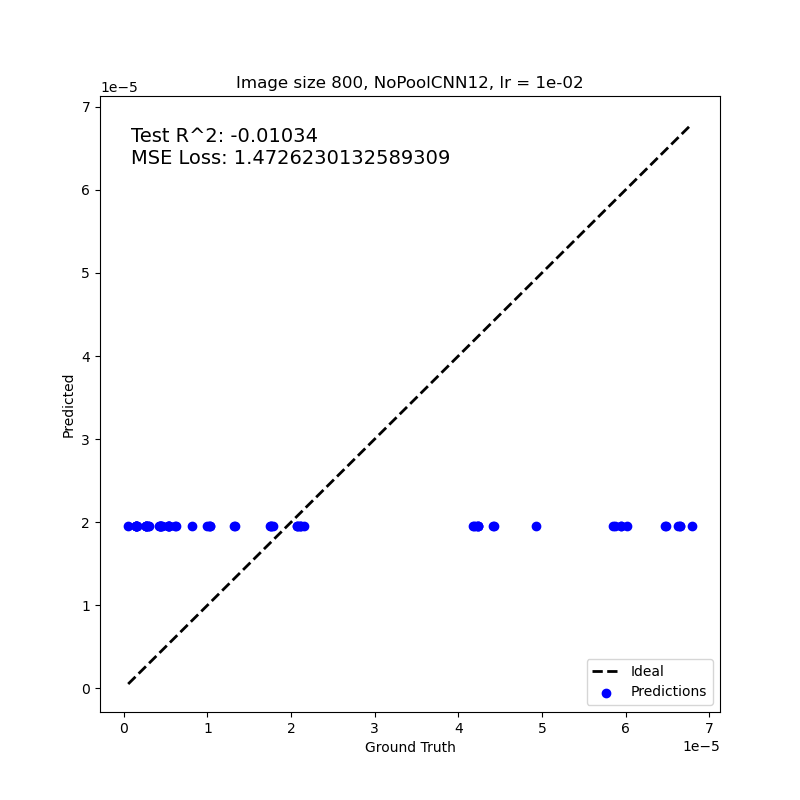 Image size 800, NoPoolCNN12, lr = 1e-02
1e−5
Test R^2: -0.01034
MSE Loss: 1.4726230132589309
7
6
5
4
3
2
1
0
Predicted
Ideal
Predictions
0 1 2 3 4 5 6 7
1e−5
Ground Truth